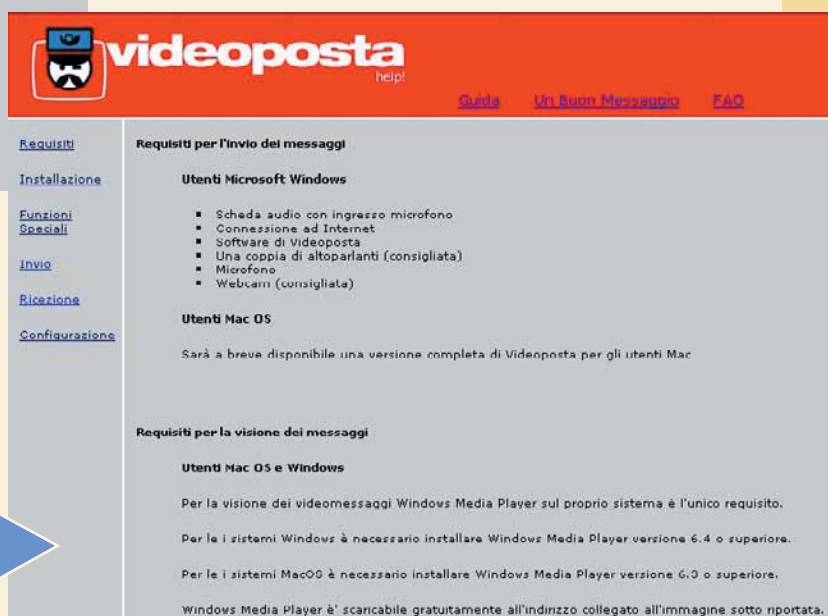 videoposta
help!
Guida Un Buon Messaggio FAQ
Requisiti
Installazione
Funzioni
Speciali
Invio
Ricezione
Configurazione
Requisiti per l'invio dei messaggi
Utenti Microsoft Windows
Scheda audio con ingresso microfono
Connessione ad Internet
Software di Videoposta
Una coppia di altoparlanti (consigliata)
Microfono
Webcam (consigliata)
Utenti Mac OS
Sarà a breve disponibile una versione completa di Videoposta per gli utenti Mac
Requisiti per la visione dei messaggi
Utenti Mac OS e Windows
Per la visione dei videomessaggi Windows Media Player sul proprio sistema è l'unico requisito.
Per le i sistemi Windows è necessario installare Windows Media Player versione 6.4 o superiore.
Per le i sistemi MacOS è necessario installare Windows Media Player versione 6.3 o superiore.
Windows Media Player è' scaricabile gratuitamente all'indirizzo collegato all'immagine sotto riportata.